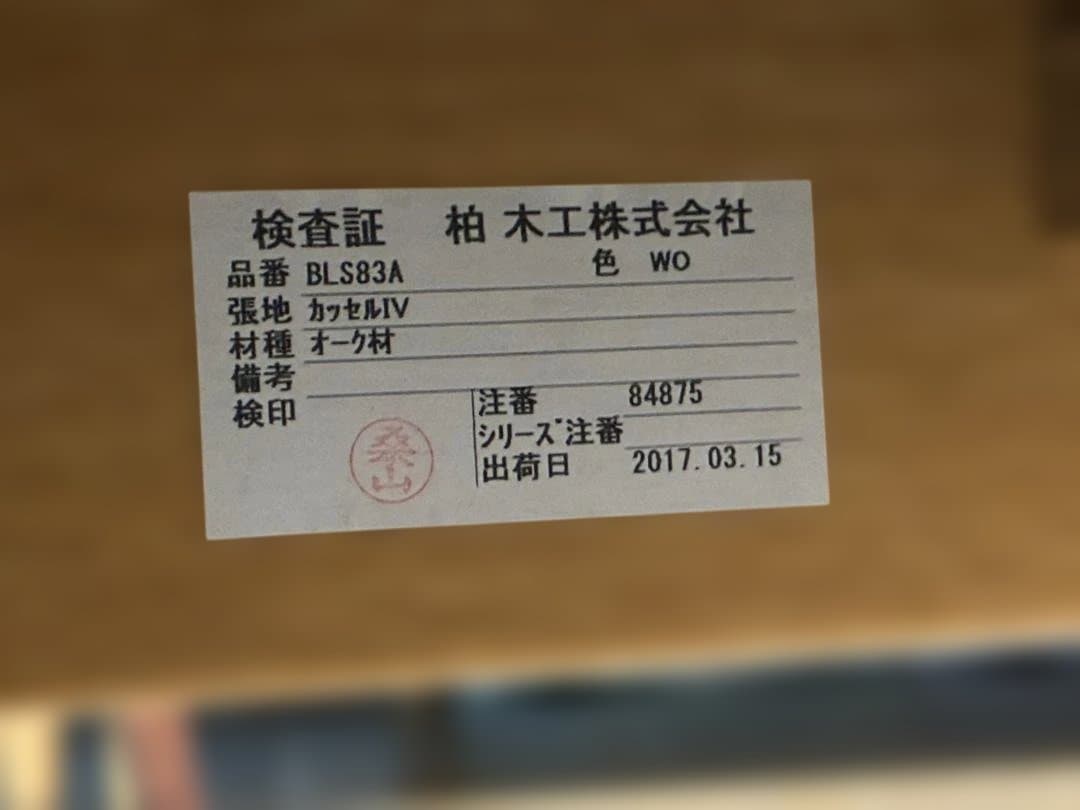 検査証 柏木工株式会社
品番 BLS83A 色 WO
張地 カッセルⅣ
材種 オーク材
備考
検印
桑山
注番 84875
シリーズ注番
出荷日 2017.03.15